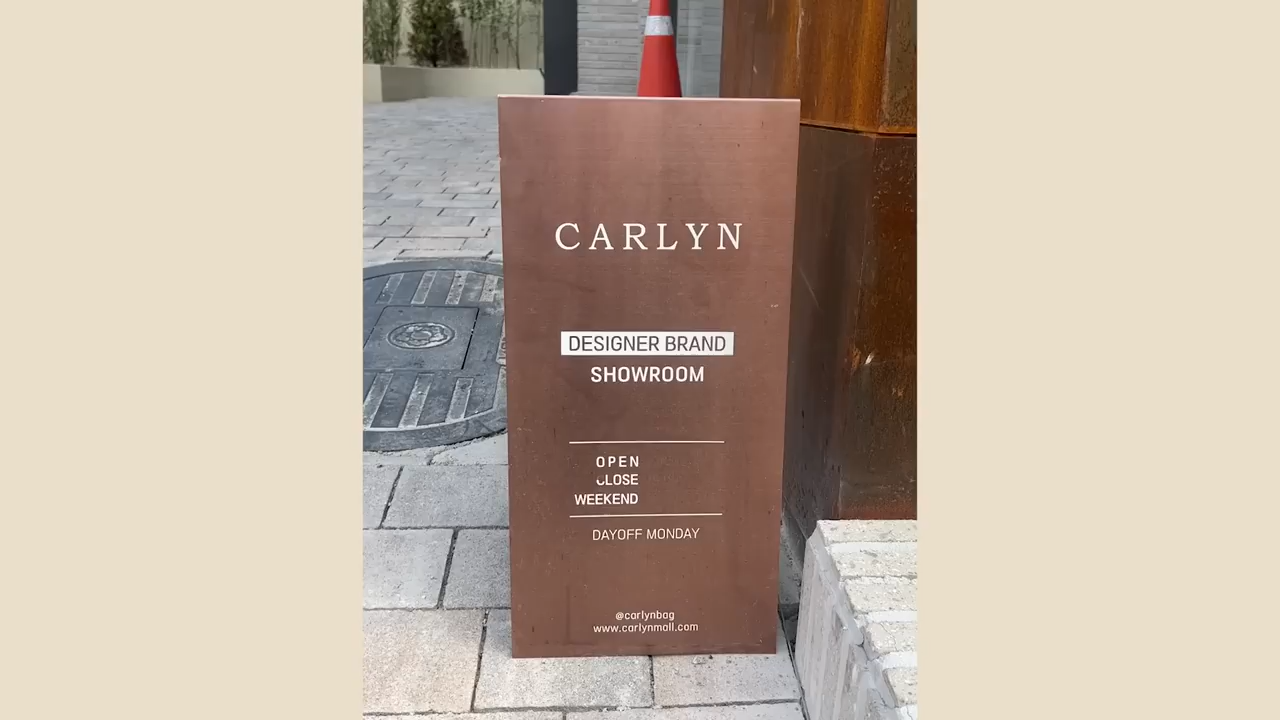 CARLYN
DESIGNER BRAND
SHOWROOM
OPEN
CLOSE
WEEKEND
DAYOFF MONDAY
@carlynbag
www.carlynmall.com